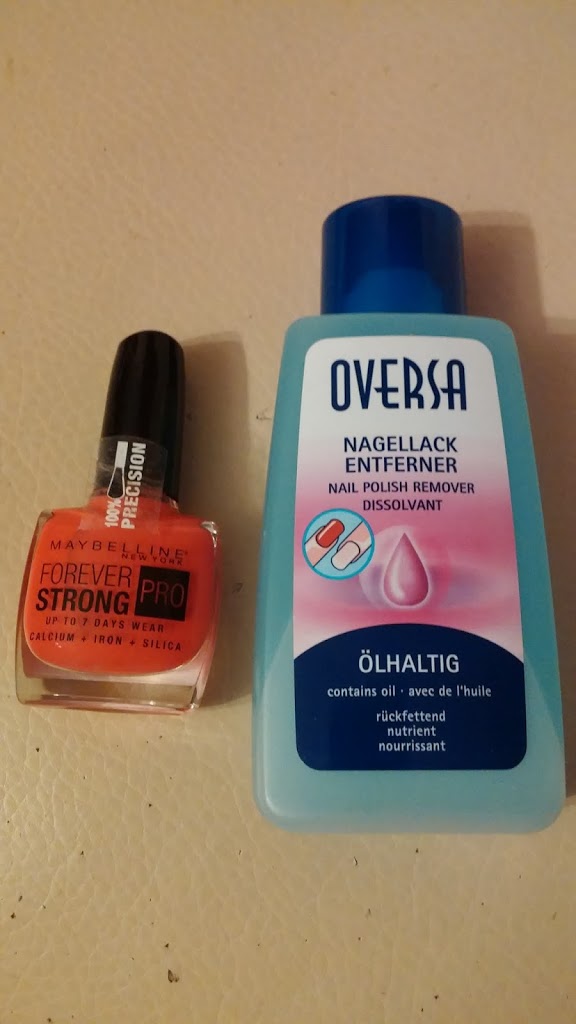 100%
PRECISION
MAYBELLINE
NEW YORK
FOREVER
STRONG PRO
UP TO 7 DAYS WEAR
CALCIUM + IRON + SILICA
OVERSA
NAGELLACK
ENTFERNER
NAIL POLISH REMOVER
DISSOLVANT
ÖLHALTIG
contains oil · avec de l'huile
rückfettend
nutrient
nourrissant